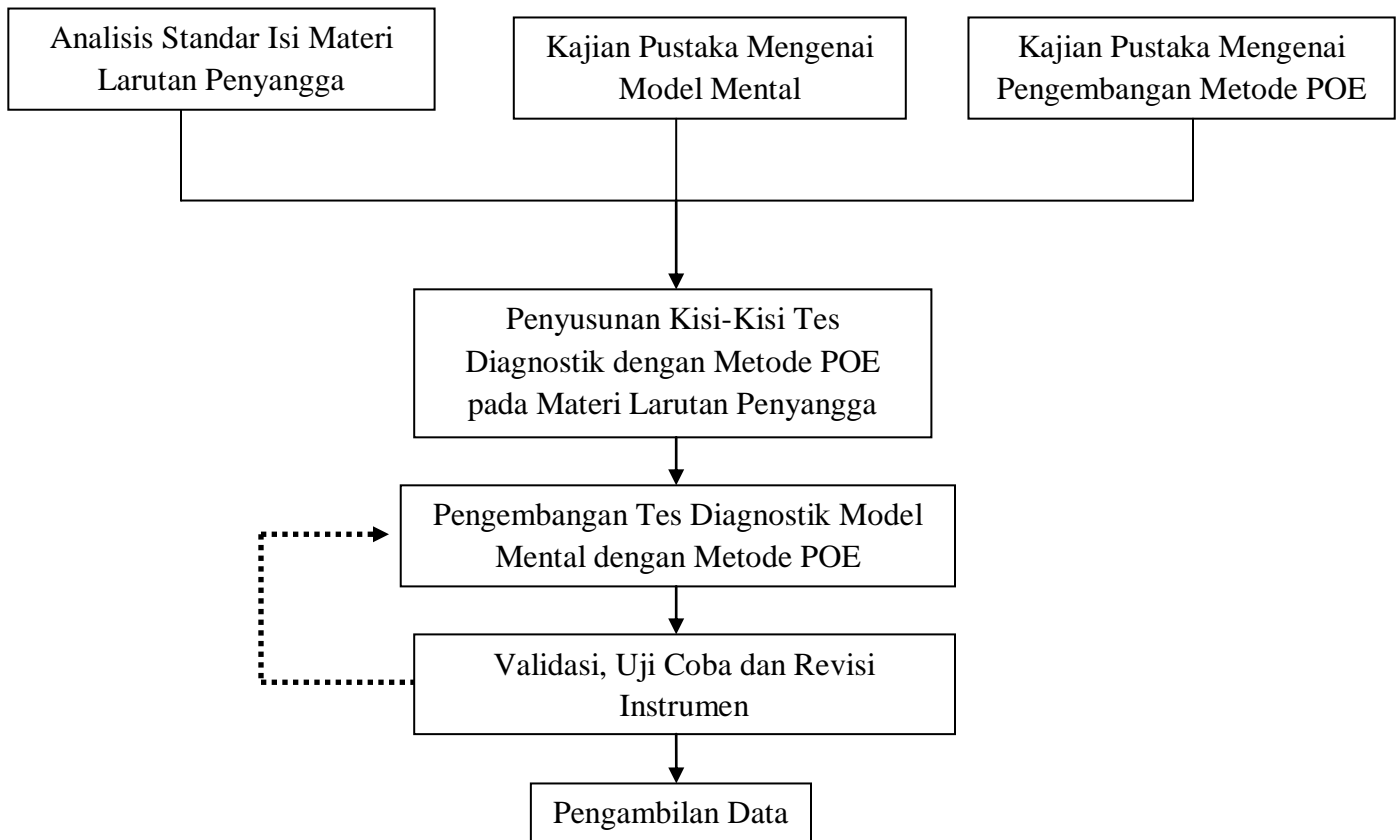 Analisis Standar Isi Materi
Larutan Penyangga
Kajian Pustaka Mengenai
Model Mental
Kajian Pustaka Mengenai
Pengembangan Metode POE
Penyusunan Kisi-Kisi Tes
Diagnostik dengan Metode POE
pada Materi Larutan Penyangga
Pengembangan Tes Diagnostik Model
Mental dengan Metode POE
Validasi, Uji Coba dan Revisi
Instrumen
Pengambilan Data